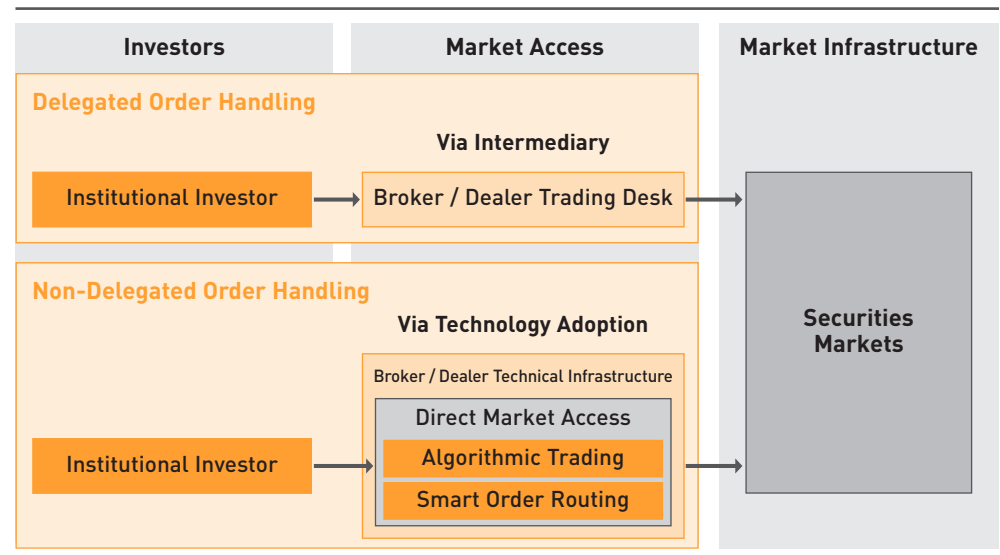 Investors
Market Access
Market Infrastructure
Delegated Order Handling
Via Intermediary
Institutional Investor
Broker / Dealer Trading Desk
Non-Delegated Order Handling
Via Technology Adoption
Securities
Markets
Broker / Dealer Technical Infrastructure
Direct Market Access
Institutional Investor
Algorithmic Trading
Smart Order Routing